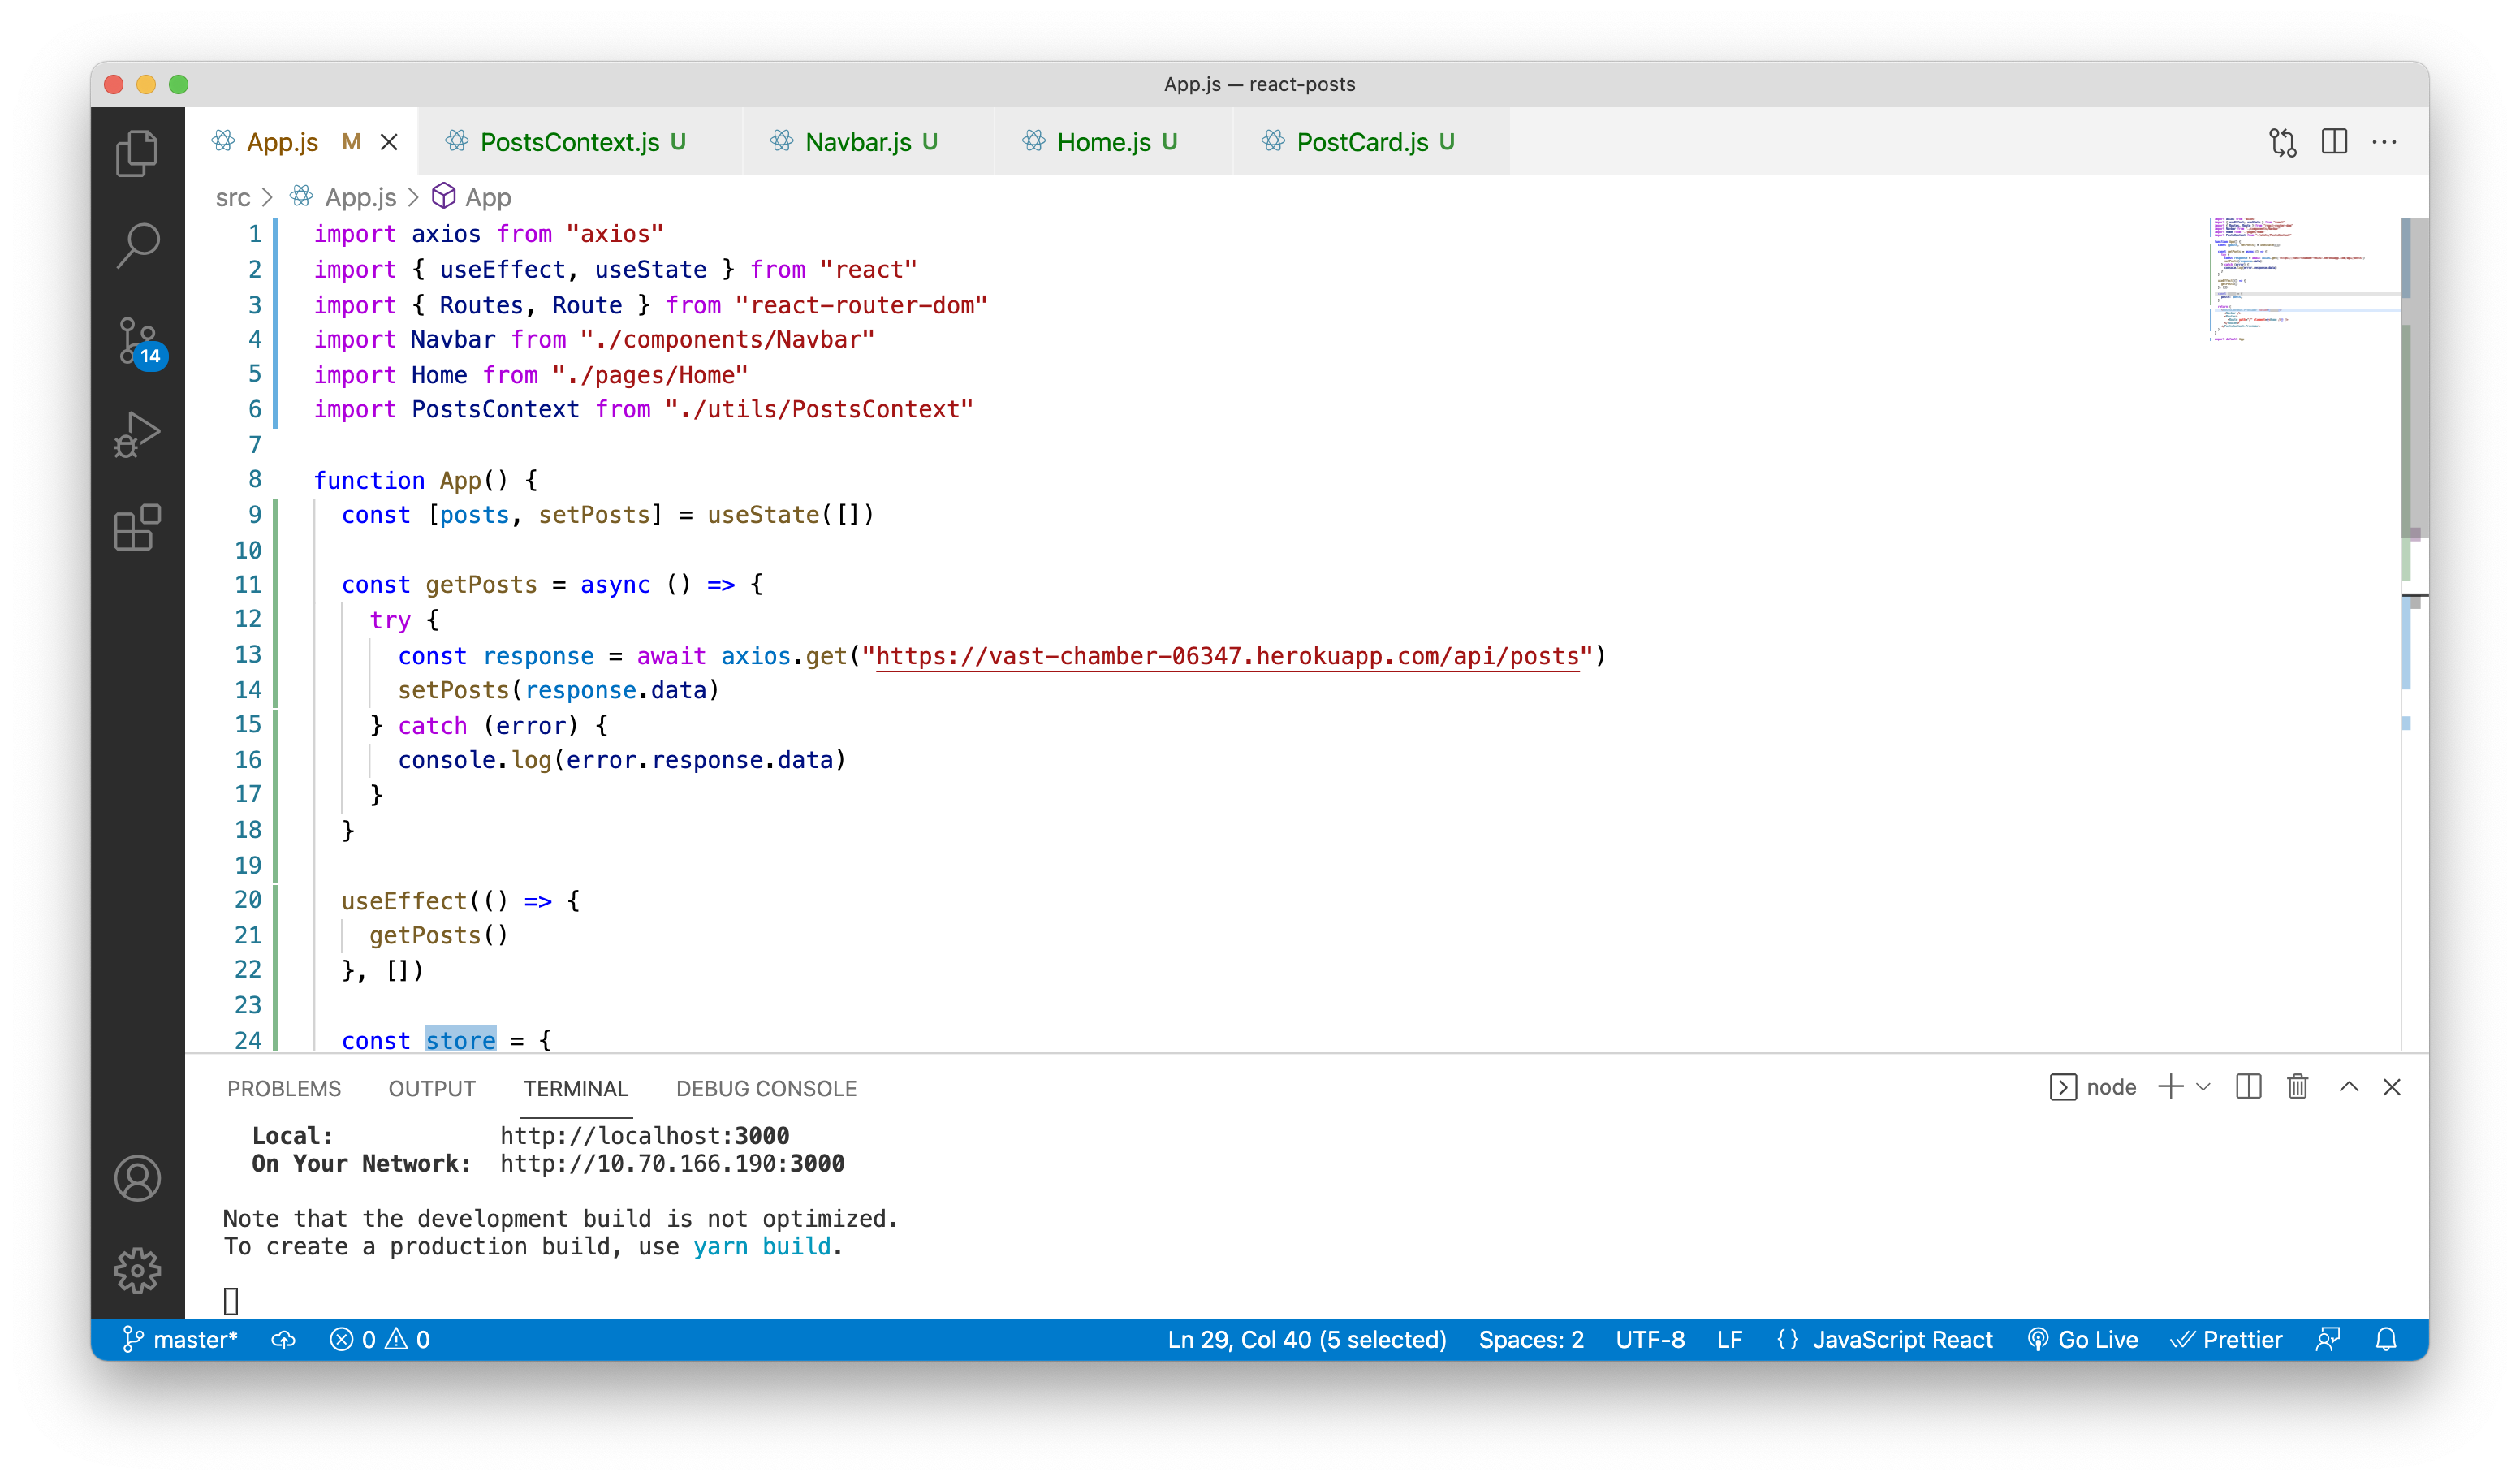 App.js — react-posts
App.js M
PostsContext.js U
Navbar.js U
Home.js U
PostCard.js U
src > App.js > App
14
1 import axios from "axios"
2 import { useEffect, useState } from "react"
3 import { Routes, Route } from "react-router-dom"
4 import Navbar from "./components/Navbar"
5 import Home from "./pages/Home"
6 import PostsContext from "./utils/PostsContext"
7
8 function App() {
9   const [posts, setPosts] = useState([])
10
11   const getPosts = async () => {
12     try {
13       const response = await axios.get("https://vast-chamber-06347.herokuapp.com/api/posts")
14       setPosts(response.data)
15     } catch (error) {
16       console.log(error.response.data)
17     }
18   }
19
20   useEffect(() => {
21     getPosts()
22   }, [])
23
24   const store = {
PROBLEMS OUTPUT TERMINAL DEBUG CONSOLE
node
Local: http://localhost:3000
On Your Network: http://10.70.166.190:3000
Note that the development build is not optimized.
To create a production build, use yarn build.
master* 0 0 Ln 29, Col 40 (5 selected) Spaces: 2 UTF-8 LF {} JavaScript React Go Live Prettier